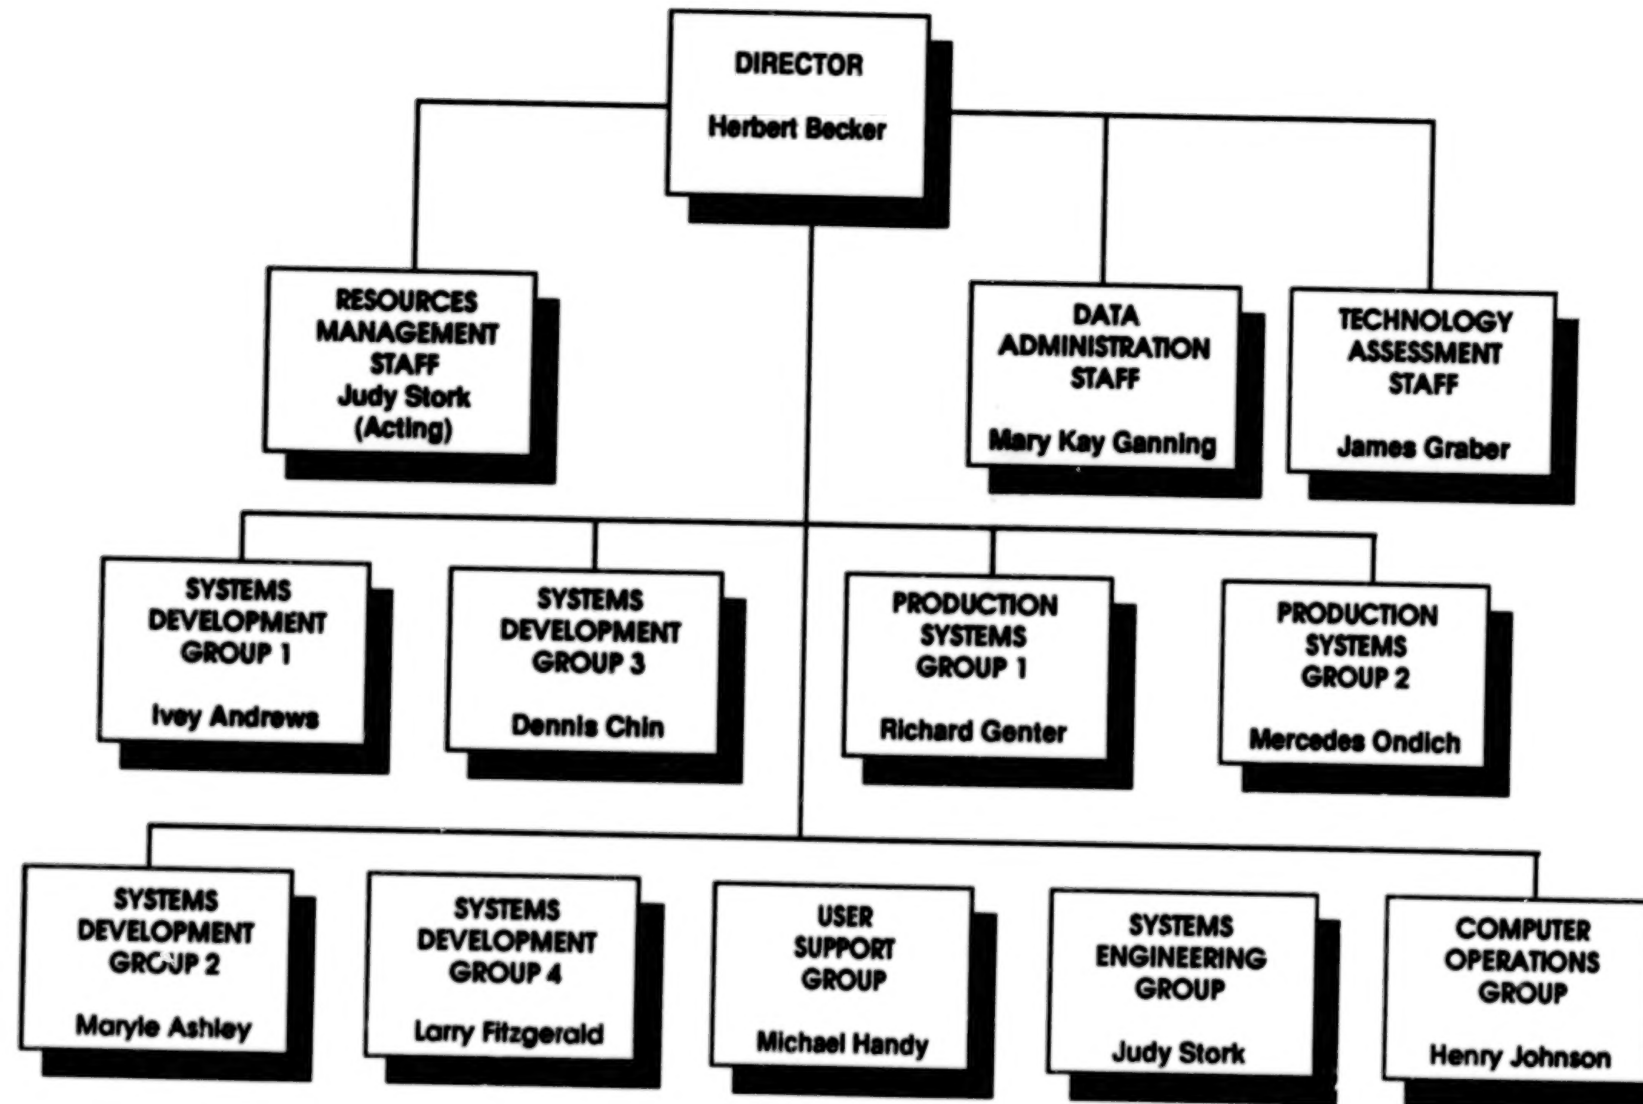 DIRECTOR
Herbert Becker
RESOURCES
MANAGEMENT
STAFF
Judy Stork
(Acting)
DATA
ADMINISTRATION
STAFF
Mary Kay Ganning
TECHNOLOGY
ASSESSMENT
STAFF
James Graber
SYSTEMS
DEVELOPMENT
GROUP 1
Ivey Andrews
SYSTEMS
DEVELOPMENT
GROUP 3
Dennis Chin
PRODUCTION
SYSTEMS
GROUP 1
Richard Genter
PRODUCTION
SYSTEMS
GROUP 2
Mercedes Ondich
SYSTEMS
DEVELOPMENT
GROUP 2
Maryle Ashley
SYSTEMS
DEVELOPMENT
GROUP 4
Larry Fitzgerald
USER
SUPPORT
GROUP
Michael Handy
SYSTEMS
ENGINEERING
GROUP
Judy Stork
COMPUTER
OPERATIONS
GROUP
Henry Johnson